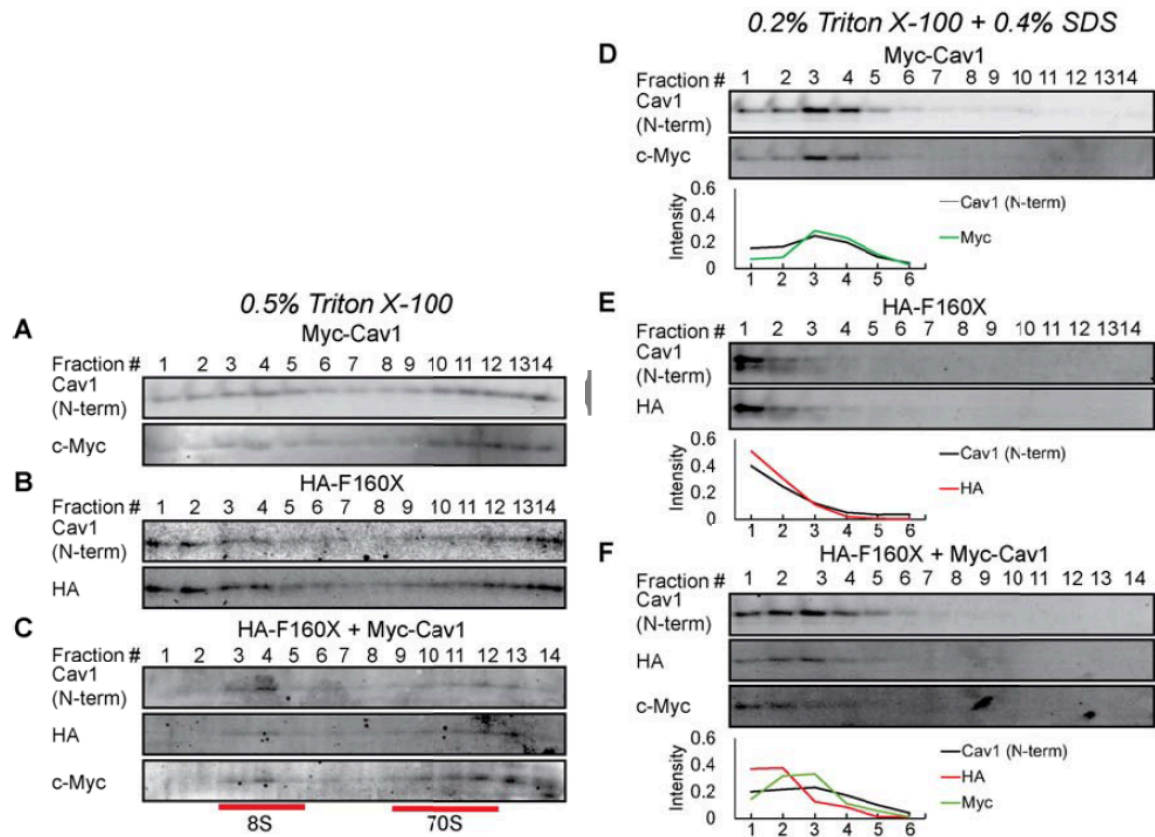 0.5% Triton X-100
A
Myc-Cav1
Fraction # 1 2 3 4 5 6 7 8 9 10 11 12 13 14
Cav1
(N-term)
c-Myc
B
HA-F160X
Fraction # 1 2 3 4 5 6 7 8 9 10 11 12 13 14
Cav1
(N-term)
HA
C
HA-F160X + Myc-Cav1
Fraction # 1 2 3 4 5 6 7 8 9 10 11 12 13 14
Cav1
(N-term)
HA
c-Myc
8S 70S
0.2% Triton X-100 + 0.4% SDS
D
Myc-Cav1
Fraction # 1 2 3 4 5 6 7 8 9 10 11 12 13 14
Cav1
(N-term)
c-Myc
Intensity
0.6
0.4
0.2
0
1 2 3 4 5 6
Cav1 (N-term)
Myc
E
HA-F160X
Fraction # 1 2 3 4 5 6 7 8 9 10 11 12 13 14
Cav1
(N-term)
HA
Intensity
0.6
0.4
0.2
0
1 2 3 4 5 6
Cav1 (N-term)
HA
F
HA-F160X + Myc-Cav1
Fraction # 1 2 3 4 5 6 7 8 9 10 11 12 13 14
Cav1
(N-term)
HA
c-Myc
Intensity
0.6
0.4
0.2
0
1 2 3 4 5 6
Cav1 (N-term)
HA
Myc